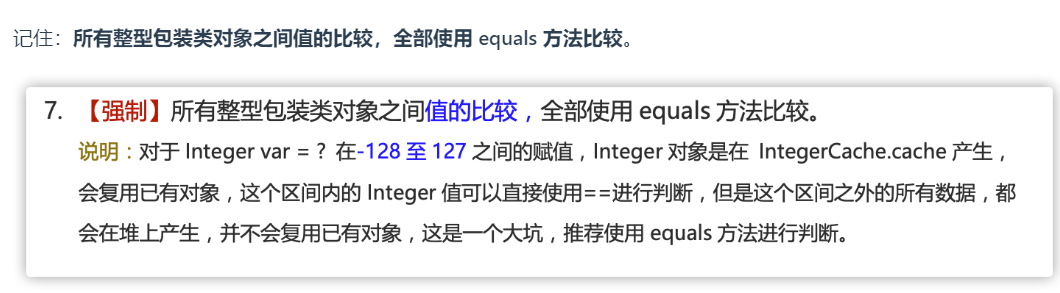 记住：所有整型包装类对象之间值的比较，全部使用 equals 方法比较。
7. 【强制】所有整型包装类对象之间值的比较，全部使用 equals 方法比较。
说明：对于 Integer var = ? 在-128 至 127 之间的赋值，Integer 对象是在 IntegerCache.cache 产生，
会复用已有对象，这个区间内的 Integer 值可以直接使用==进行判断，但是这个区间之外的所有数据，都
会在堆上产生，并不会复用已有对象，这是一个大坑，推荐使用 equals 方法进行判断。